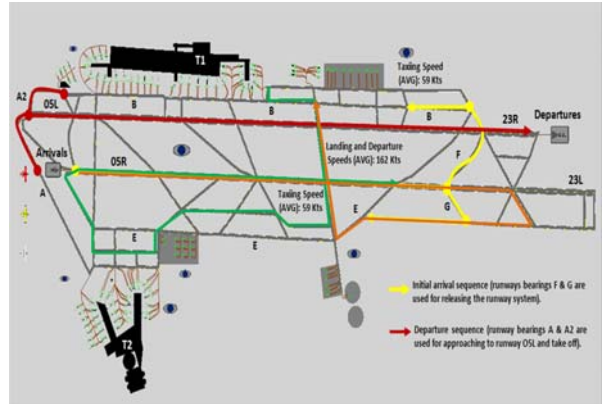 T1
Taxiing Speed
(AVG): 59 Kts
A2
05L
B
B
B
23R
Departures
Arrivals
05R
Landing and Departure
Speeds (AVG): 162 Kts
F
A
Taxiing Speed
(AVG): 59 Kts
23L
G
E
E
E
Initial arrival sequence (runways bearings F & G are
used for releasing the runway system).
Departure sequence (runway bearings A & A2 are
used for approaching to runway 05L and take off).
T2